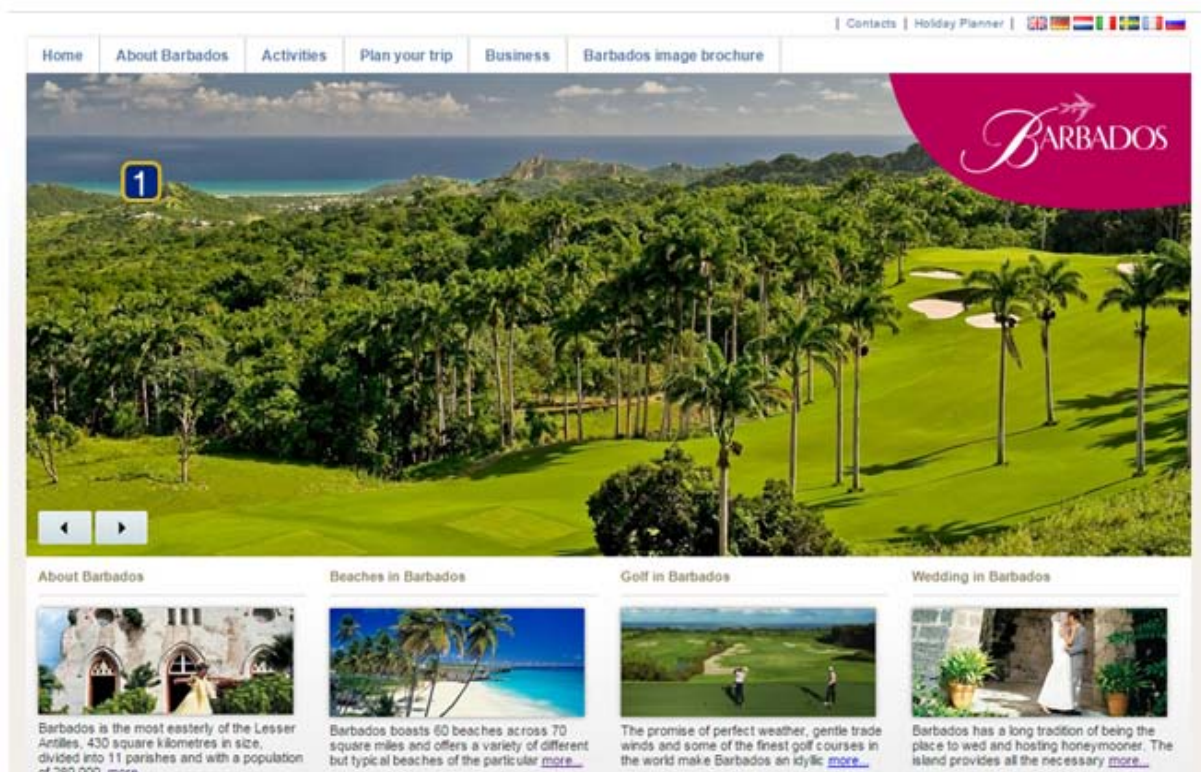 | Contacts | Holiday Planner |
Home About Barbados Activities Plan your trip Business Barbados image brochure
BARBADOS
1
About Barbados
Barbados is the most easterly of the Lesser
Antilles, 430 square kilometres in size,
divided into 11 parishes and with a population
Beaches in Barbados
Barbados boasts 60 beaches across 70
square miles and offers a variety of different
but typical beaches of the particular more...
Golf in Barbados
The promise of perfect weather, gentle trade
winds and some of the finest golf courses in
the world make Barbados an idyllic more...
Wedding in Barbados
Barbados has a long tradition of being the
place to wed and hosting honeymooner. The
island provides all the necessary more...